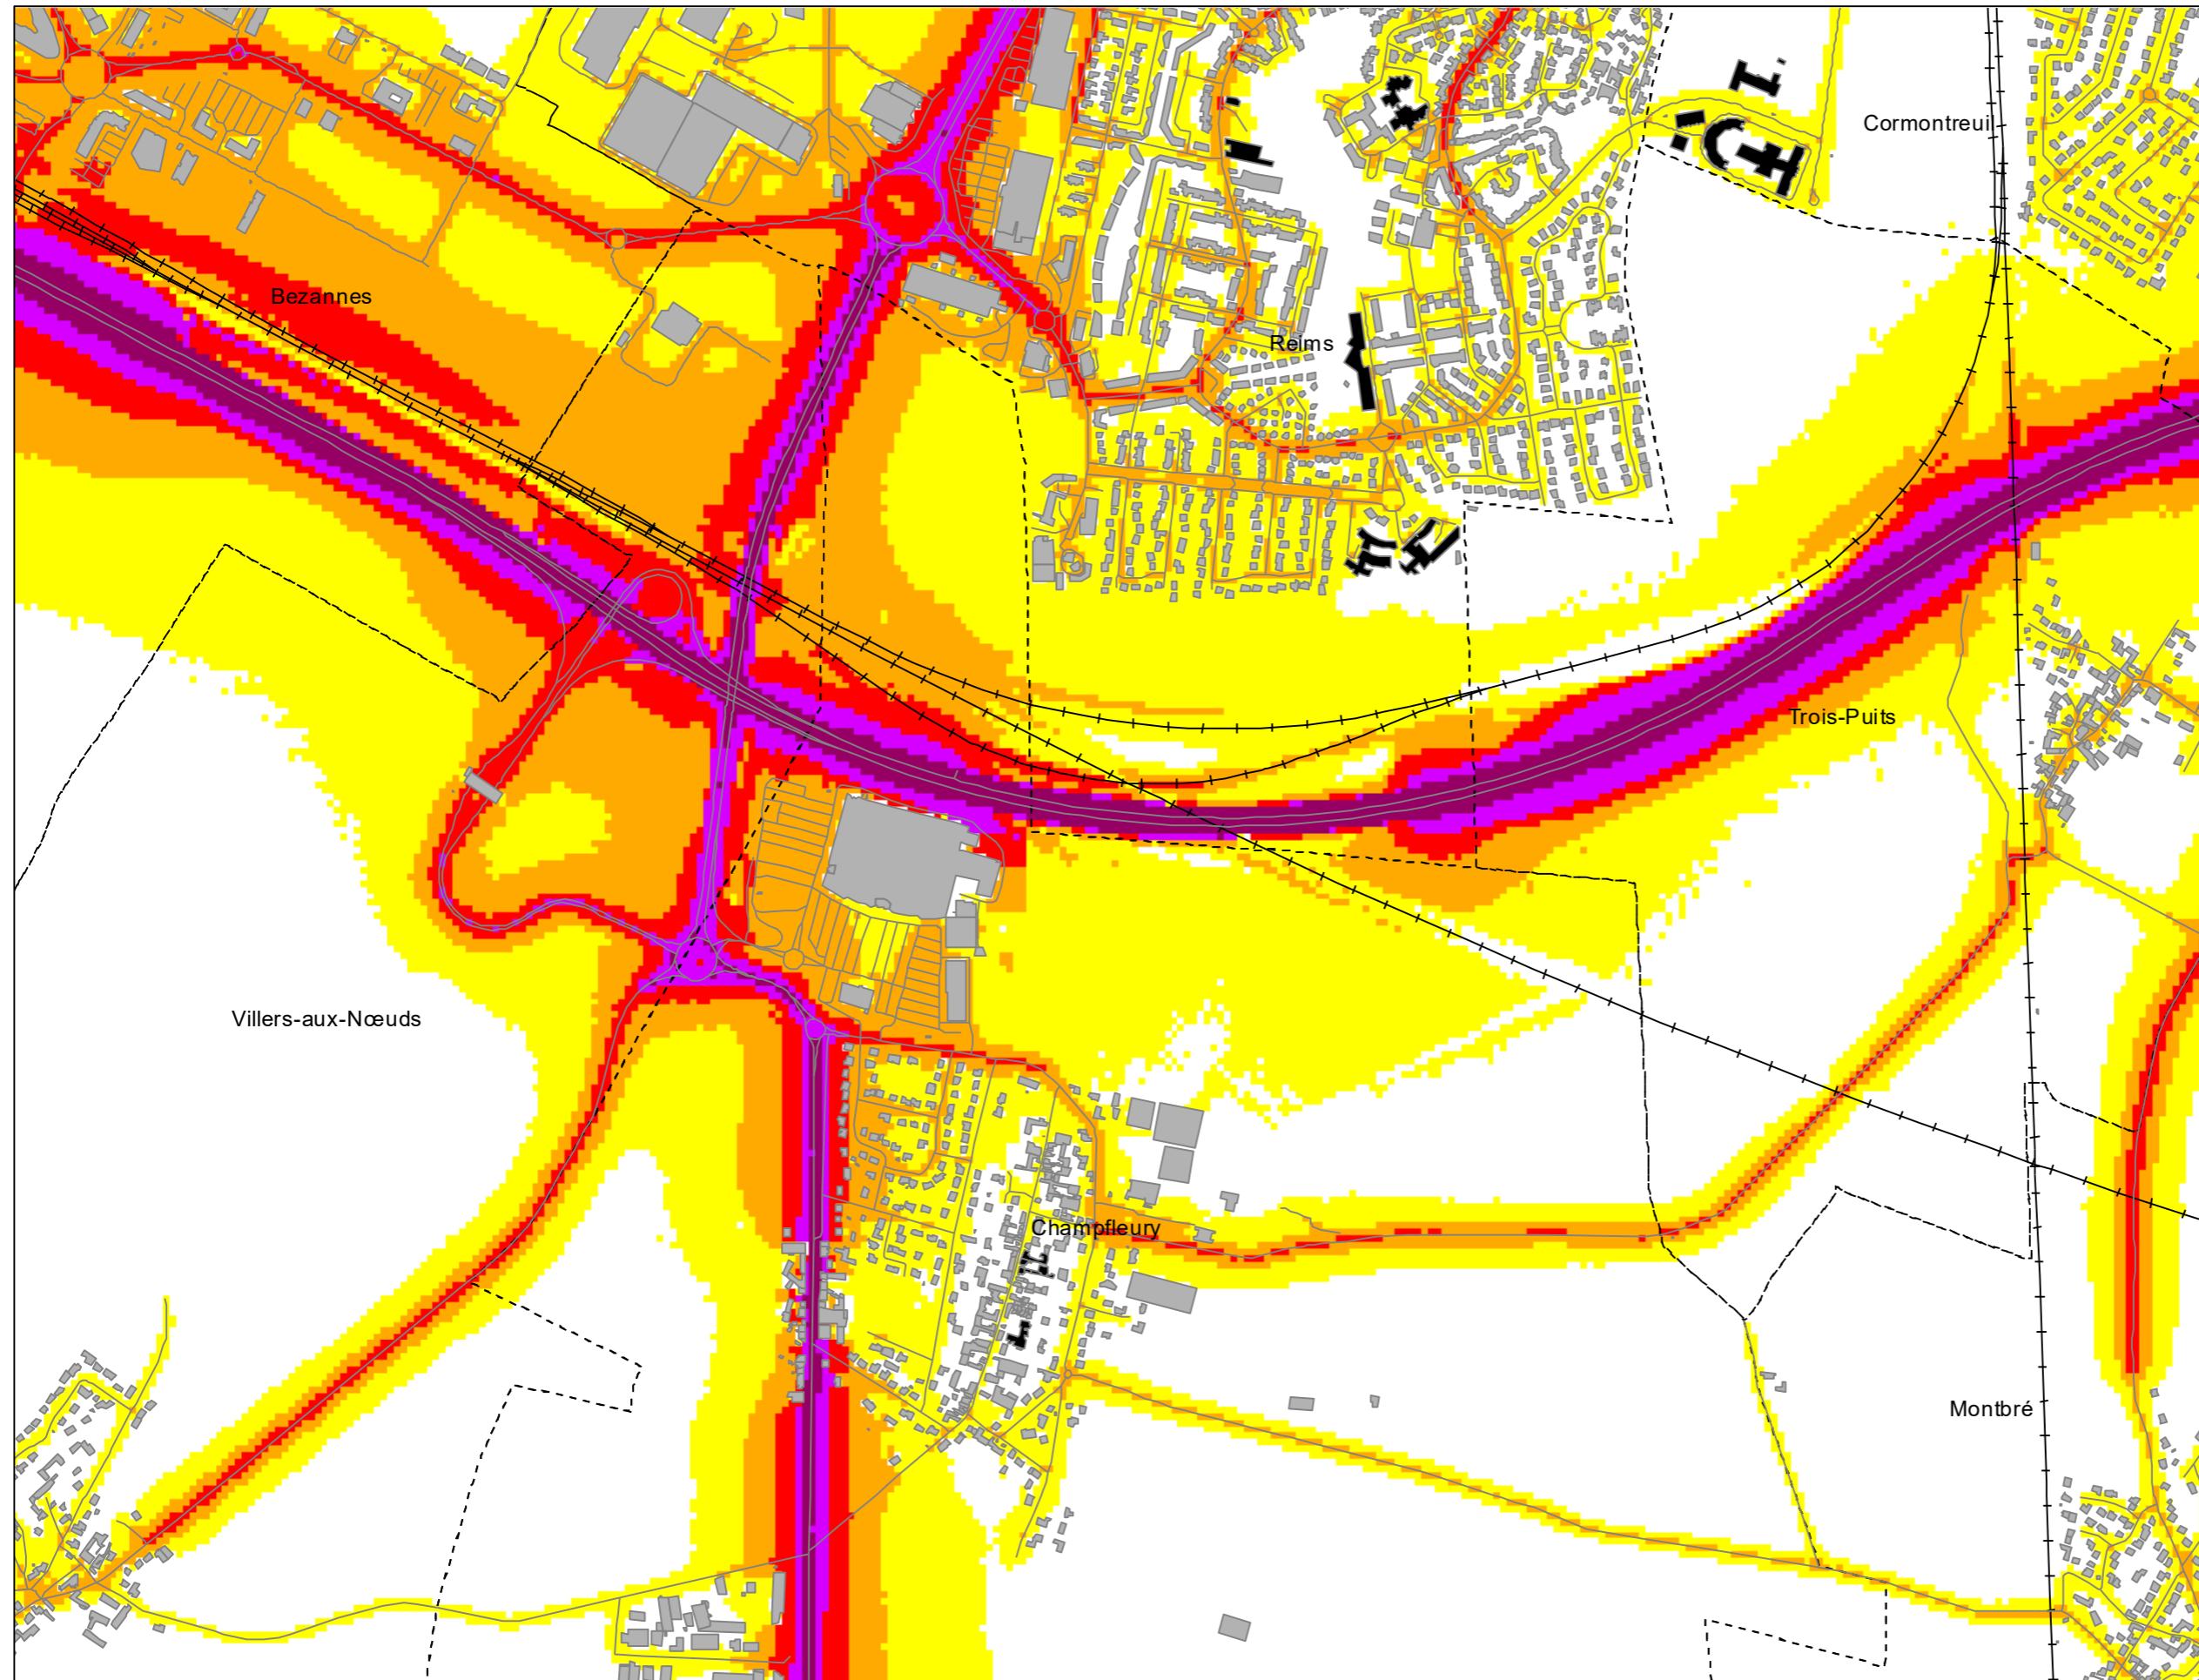 Cormontreuil
Bezannes
Reims
Trois-Puits
Villers-aux-Nœuds
Champfleury
Montbré